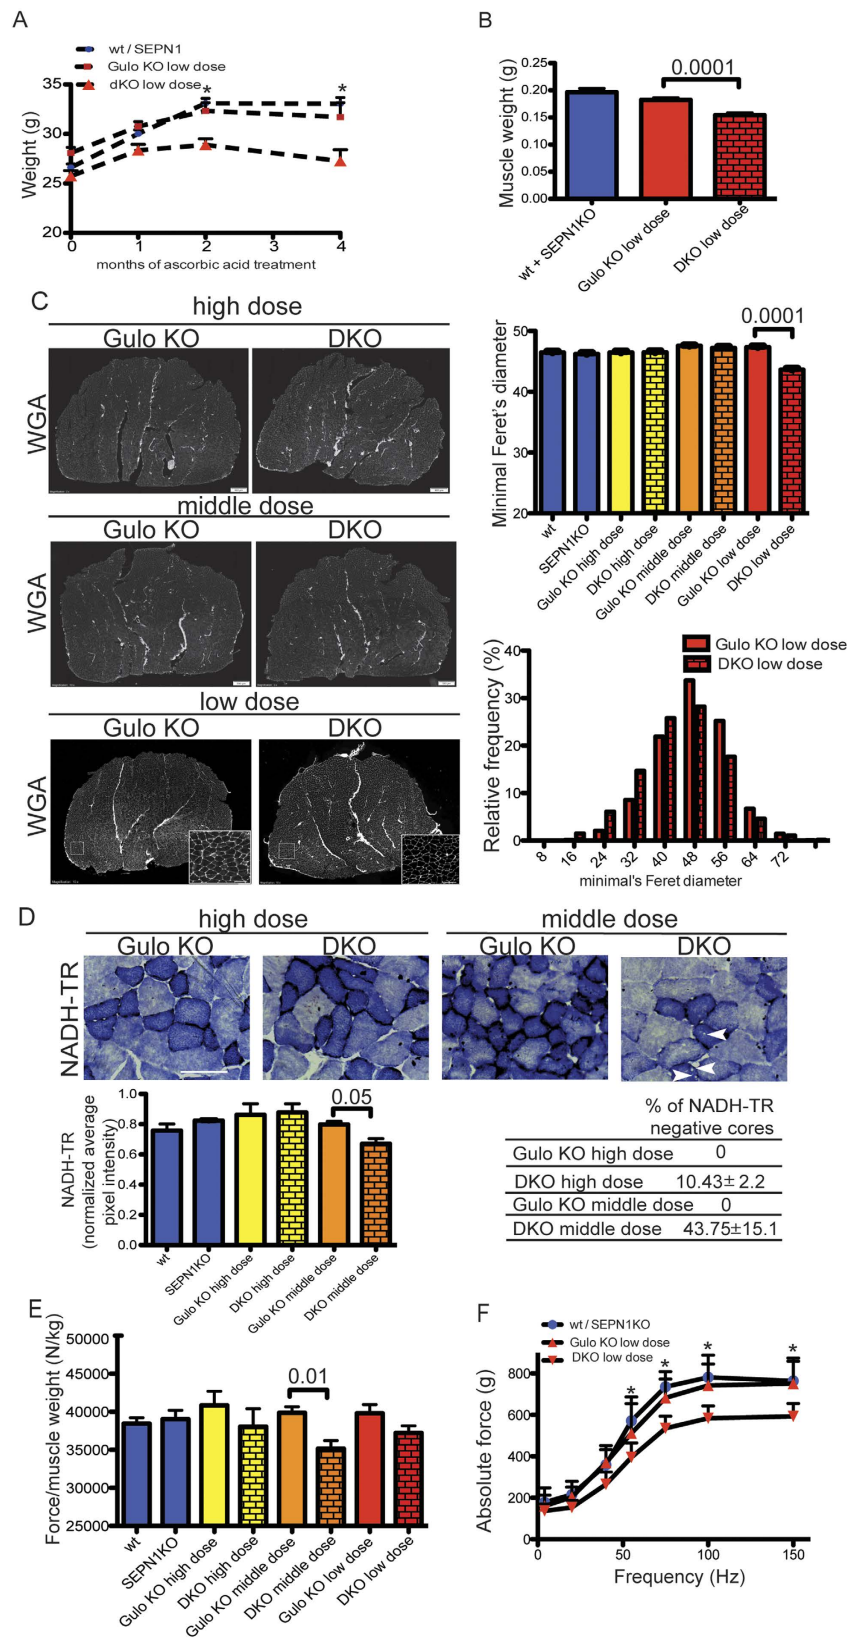 A
wt / SEPN1
Gulo KO low dose
dKO low dose
* *
35
30
25
20
Weight (g)
0 1 2 3 4
months of ascorbic acid treatment
B
0.0001
0.25
0.20
0.15
0.10
0.05
0.00
Muscle weight (g)
wt + SEPN1KO
Gulo KO low dose
DKO low dose
C
high dose
Gulo KO DKO
WGA
middle dose
Gulo KO DKO
WGA
low dose
Gulo KO DKO
WGA
0.0001
50
40
30
20
Minimal Feret's diameter
wt
SEPN1KO
Gulo KO high dose
DKO high dose
Gulo KO middle dose
DKO middle dose
Gulo KO low dose
DKO low dose
Gulo KO low dose
DKO low dose
40
30
20
10
0
Relative frequency (%)
8 16 24 32 40 48 56 64 72
minimal's Feret diameter
D
high dose middle dose
Gulo KO DKO Gulo KO DKO
NADH-TR
0.05
1.0
0.8
0.6
0.4
0.2
0.0
NADH-TR
(normalized average
pixel intensity)
wt
SEPN1KO
Gulo KO high dose
DKO high dose
Gulo KO middle dose
DKO middle dose
% of NADH-TR
negative cores
Gulo KO high dose 0
DKO high dose 10.43± 2.2
Gulo KO middle dose 0
DKO middle dose 43.75±15.1
E
0.01
50000
45000
40000
35000
30000
25000
Force/muscle weight (N/kg)
wt
SEPN1KO
Gulo KO high dose
DKO high dose
Gulo KO middle dose
DKO middle dose
Gulo KO low dose
DKO low dose
F
wt / SEPN1KO
Gulo KO low dose
DKO low dose
* * * *
800
600
400
200
0
Absolute force (g)
0 50 100 150
Frequency (Hz)